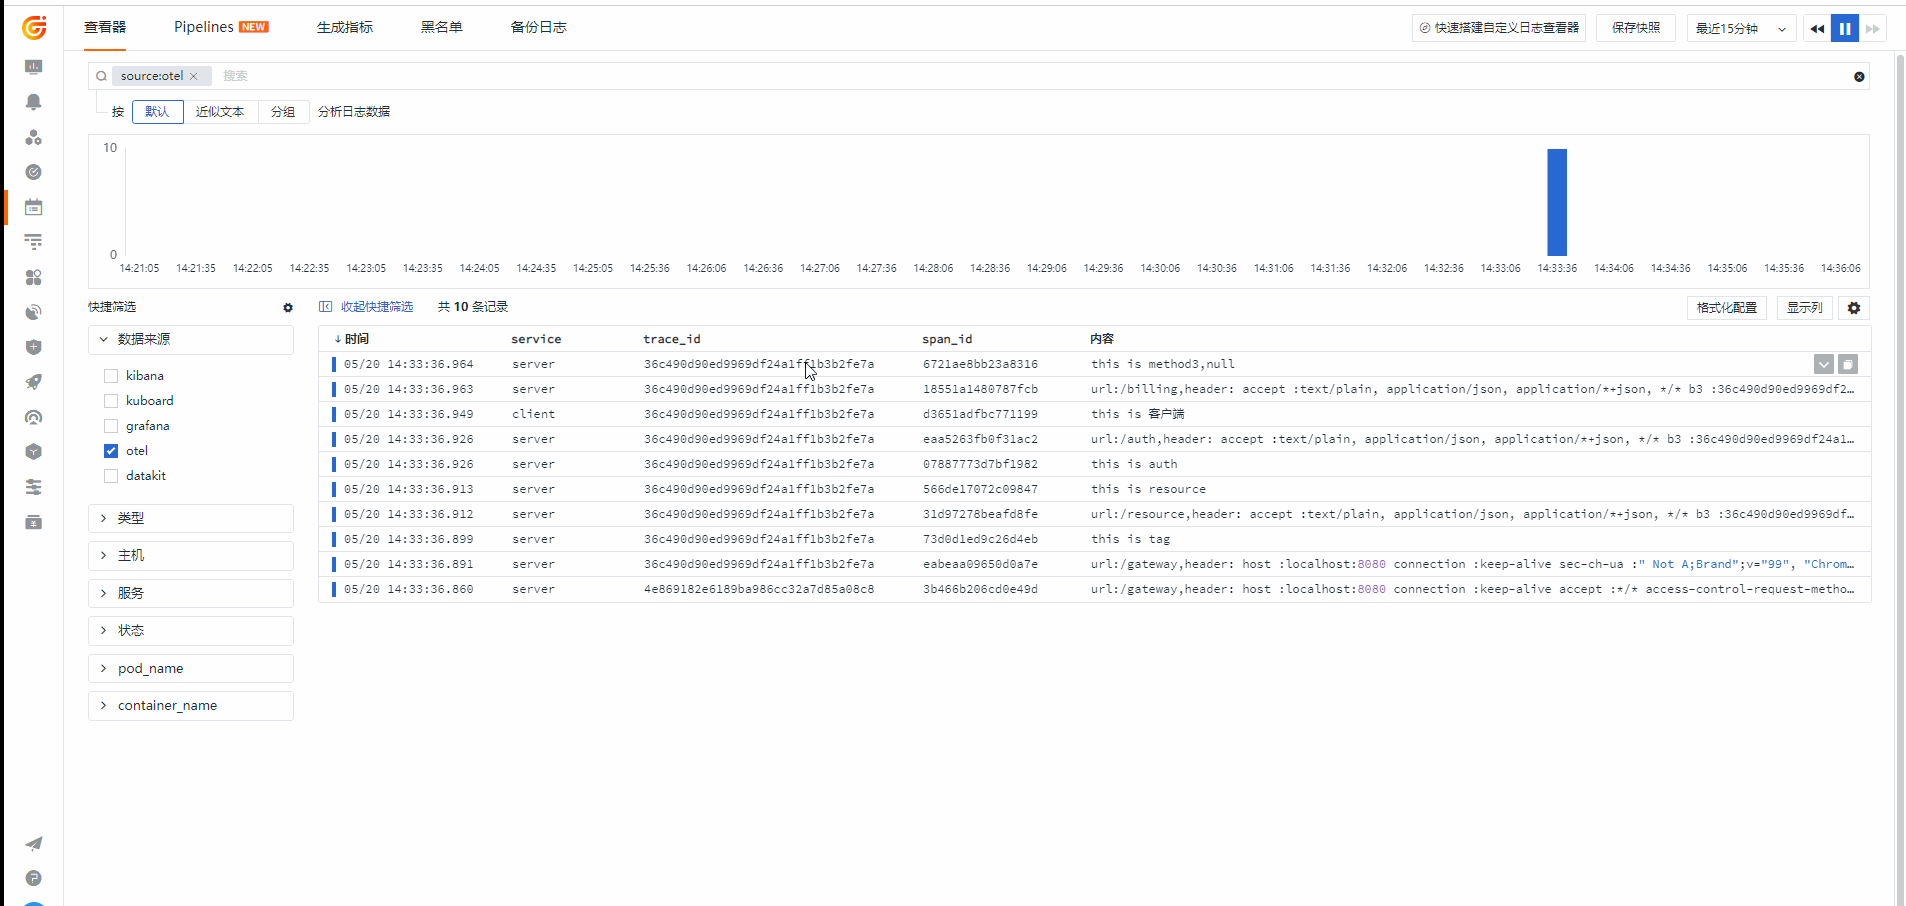 查看器 Pipelines NEW 生成指标 黑名单 备份日志 快速搭建自定义日志查看器 保存快照 最近15分钟
source:otel × 搜索
按 默认 近似文本 分组 分析日志数据
10
0
14:21:05 14:21:35 14:22:05 14:22:35 14:23:05 14:23:35 14:24:05 14:24:35 14:25:05 14:25:36 14:26:06 14:26:36 14:27:06 14:27:36 14:28:06 14:28:36 14:29:06 14:29:36 14:30:06 14:30:36 14:31:06 14:31:36 14:32:06 14:32:36 14:33:06 14:33:36 14:34:06 14:34:36 14:35:06 14:35:36 14:36:06
快捷筛选 收起快捷筛选 共 10 条记录 格式化配置 显示列
数据来源
kibana
kuboard
grafana
otel
datakit
类型
主机
服务
状态
pod_name
container_name
↓时间 service trace_id span_id 内容
05/20 14:33:36.964 server 36c490d90ed9969df24a1ff1b3b2fe7a 6721ae8bb23a8316 this is method3,null
05/20 14:33:36.963 server 36c490d90ed9969df24a1ff1b3b2fe7a 18551a1480787fcb url:/billing,header: accept :text/plain, application/json, application/*+json, */* b3 :36c490d90ed9969df2…
05/20 14:33:36.949 client 36c490d90ed9969df24a1ff1b3b2fe7a d3651adfbc771199 this is 客户端
05/20 14:33:36.926 server 36c490d90ed9969df24a1ff1b3b2fe7a eaa5263fb0f31ac2 url:/auth,header: accept :text/plain, application/json, application/*+json, */* b3 :36c490d90ed9969df24a1…
05/20 14:33:36.926 server 36c490d90ed9969df24a1ff1b3b2fe7a 07887773d7bf1982 this is auth
05/20 14:33:36.913 server 36c490d90ed9969df24a1ff1b3b2fe7a 566de17072c09847 this is resource
05/20 14:33:36.912 server 36c490d90ed9969df24a1ff1b3b2fe7a 31d97278beafd8fe url:/resource,header: accept :text/plain, application/json, application/*+json, */* b3 :36c490d90ed9969df…
05/20 14:33:36.899 server 36c490d90ed9969df24a1ff1b3b2fe7a 73d0d1ed9c26d4eb this is tag
05/20 14:33:36.891 server 36c490d90ed9969df24a1ff1b3b2fe7a eabeaa09650d0a7e url:/gateway,header: host :localhost:8080 connection :keep-alive sec-ch-ua :" Not A;Brand";v="99", "Chrom…
05/20 14:33:36.860 server 4e869182e6189ba986cc32a7d85a08c8 3b466b206cd0e49d url:/gateway,header: host :localhost:8080 connection :keep-alive accept :*/* access-control-request-metho…